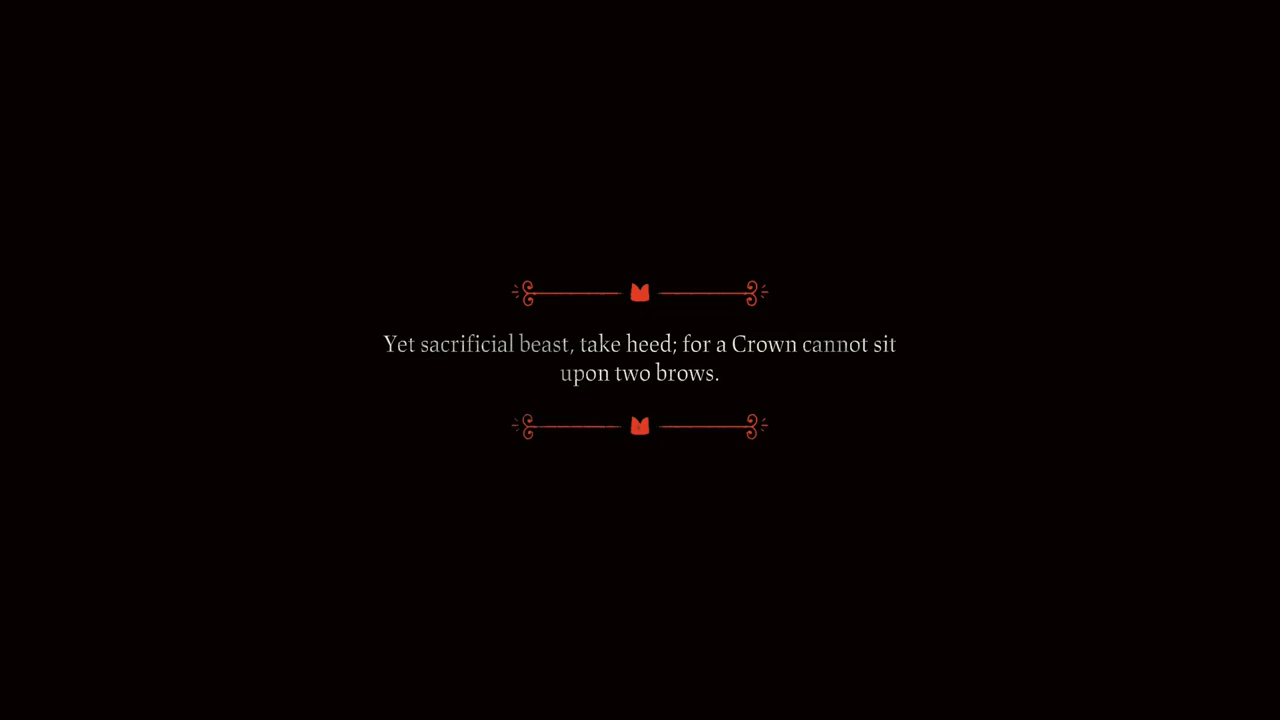 Yet sacrificial beast, take heed; for a Crown cannot sit
upon two brows.